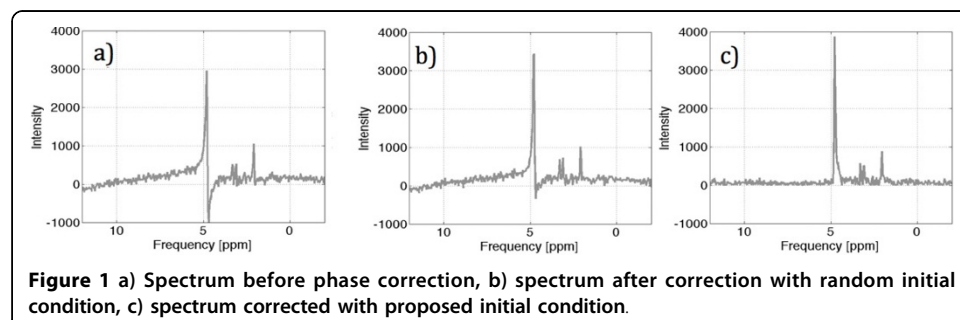 a)
4000
3000
2000
1000
0
-1000
Intensity
10
5
0
Frequency [ppm]
b)
4000
3000
2000
1000
0
-1000
Intensity
10
5
0
Frequency [ppm]
c)
4000
3000
2000
1000
0
-1000
Intensity
10
5
0
Frequency [ppm]
Figure 1 a) Spectrum before phase correction, b) spectrum after correction with random initial
condition, c) spectrum corrected with proposed initial condition.